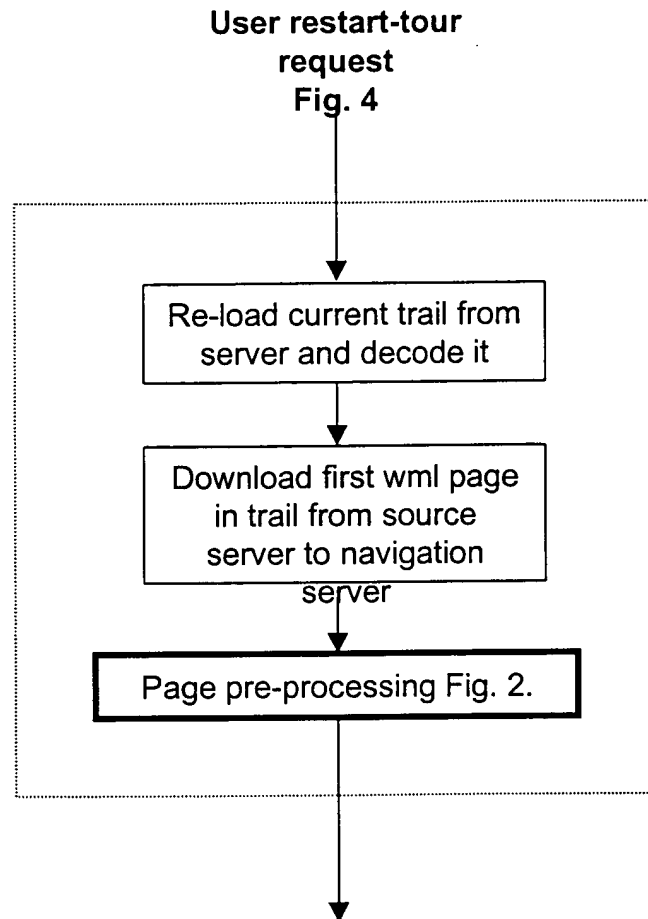 User restart-tour
request
Fig. 4
Re-load current trail from
server and decode it
Download first wml page
in trail from source
server to navigation
server
Page pre-processing Fig. 2.